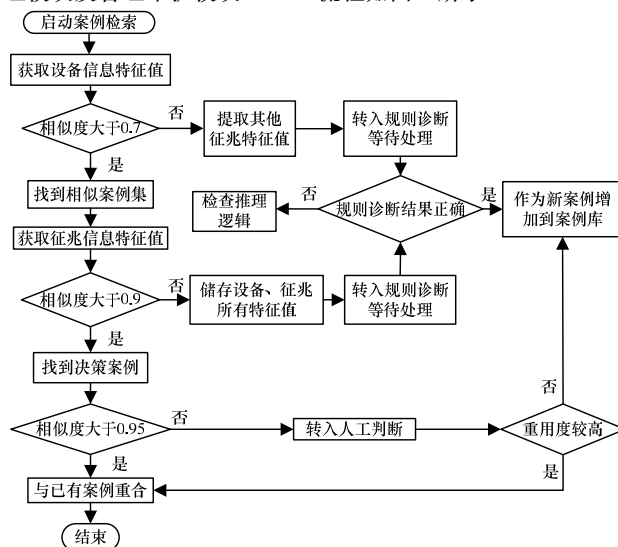 启动案例检索
获取设备信息特征值
相似度大于0.7
否
提取其他
征兆特征值
转入规则诊断
等待处理
是
找到相似案例集
检查推理
逻辑
否
规则诊断结果正确
是
作为新案例增
加到案例库
获取征兆信息特征值
相似度大于0.9
否
储存设备、征兆
所有特征值
转入规则诊断
等待处理
是
找到决策案例
否
相似度大于0.95
否
转入人工判断
重用度较高
是
是
与已有案例重合
结束